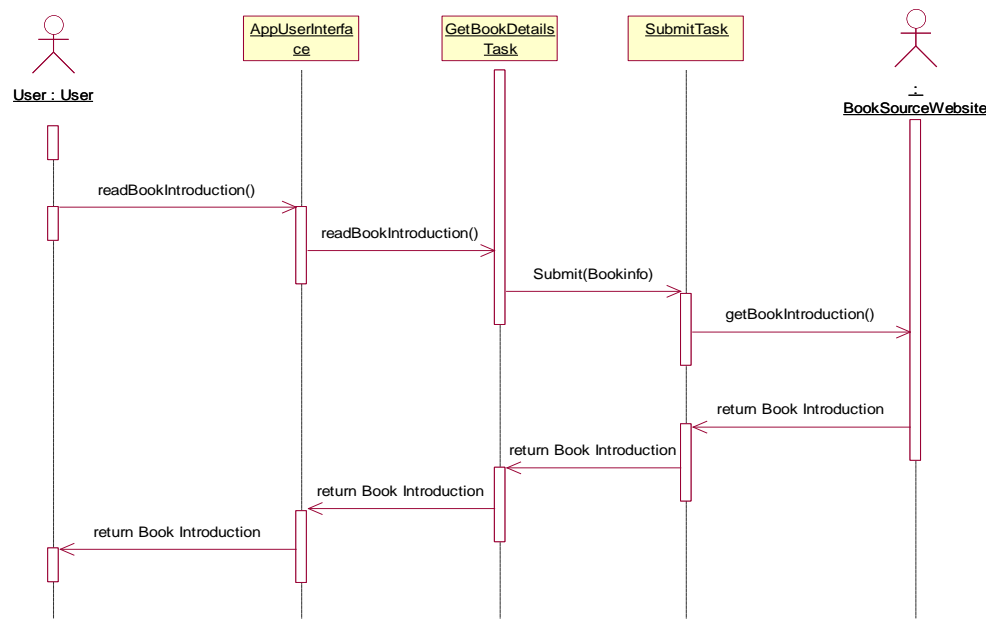 User : User
AppUserInterfa
ce
GetBookDetails
Task
SubmitTask
:
BookSourceWebsite
readBookIntroduction()
readBookIntroduction()
Submit(Bookinfo)
getBookIntroduction()
return Book Introduction
return Book Introduction
return Book Introduction
return Book Introduction